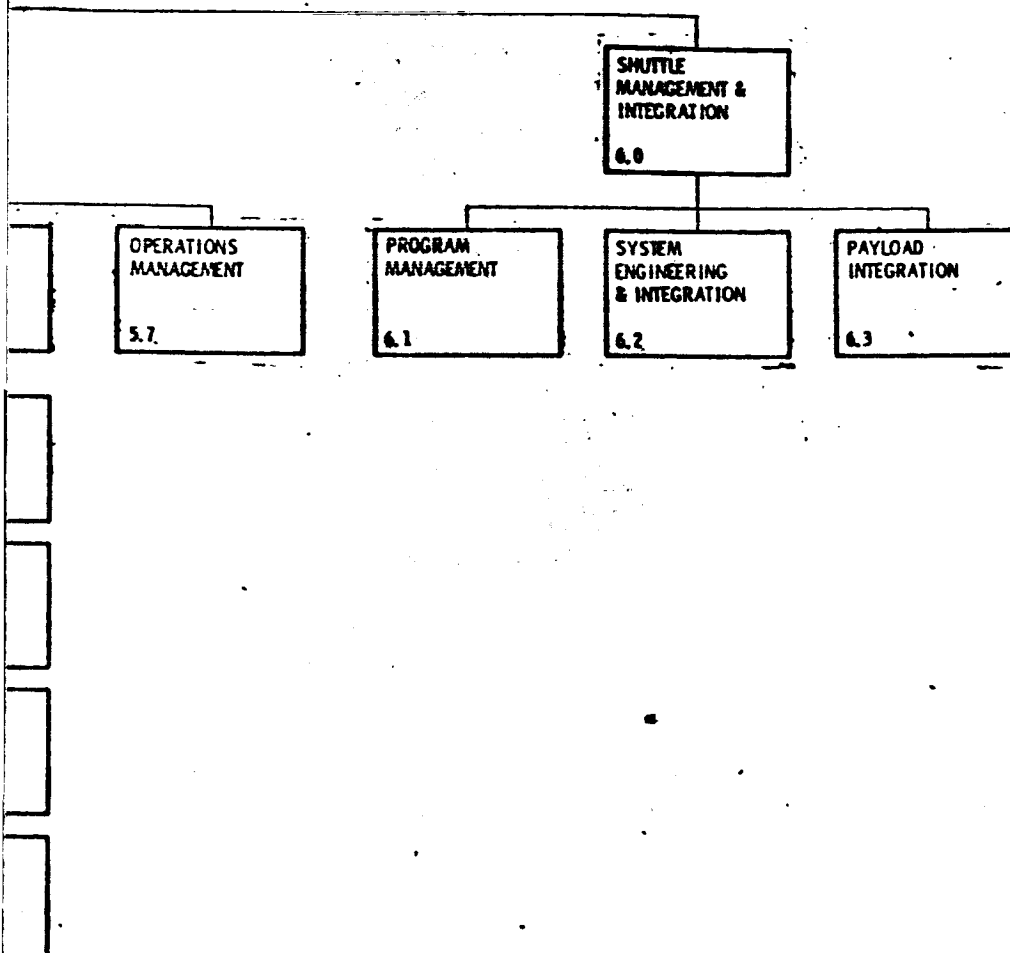 SHUTTLE
MANAGEMENT &
INTEGRATION
6.0
OPERATIONS
MANAGEMENT
5.7
PROGRAM
MANAGEMENT
6.1
SYSTEM
ENGINEERING
& INTEGRATION
6.2
PAYLOAD
INTEGRATION
6.3